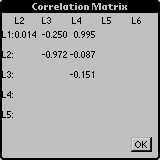 Correlation Matrix
L2 L3 L4 L5 L6
L1: 0.014 -0.250 0.995
L2: -0.972 -0.087
L3: -0.151
L4:
L5:
OK